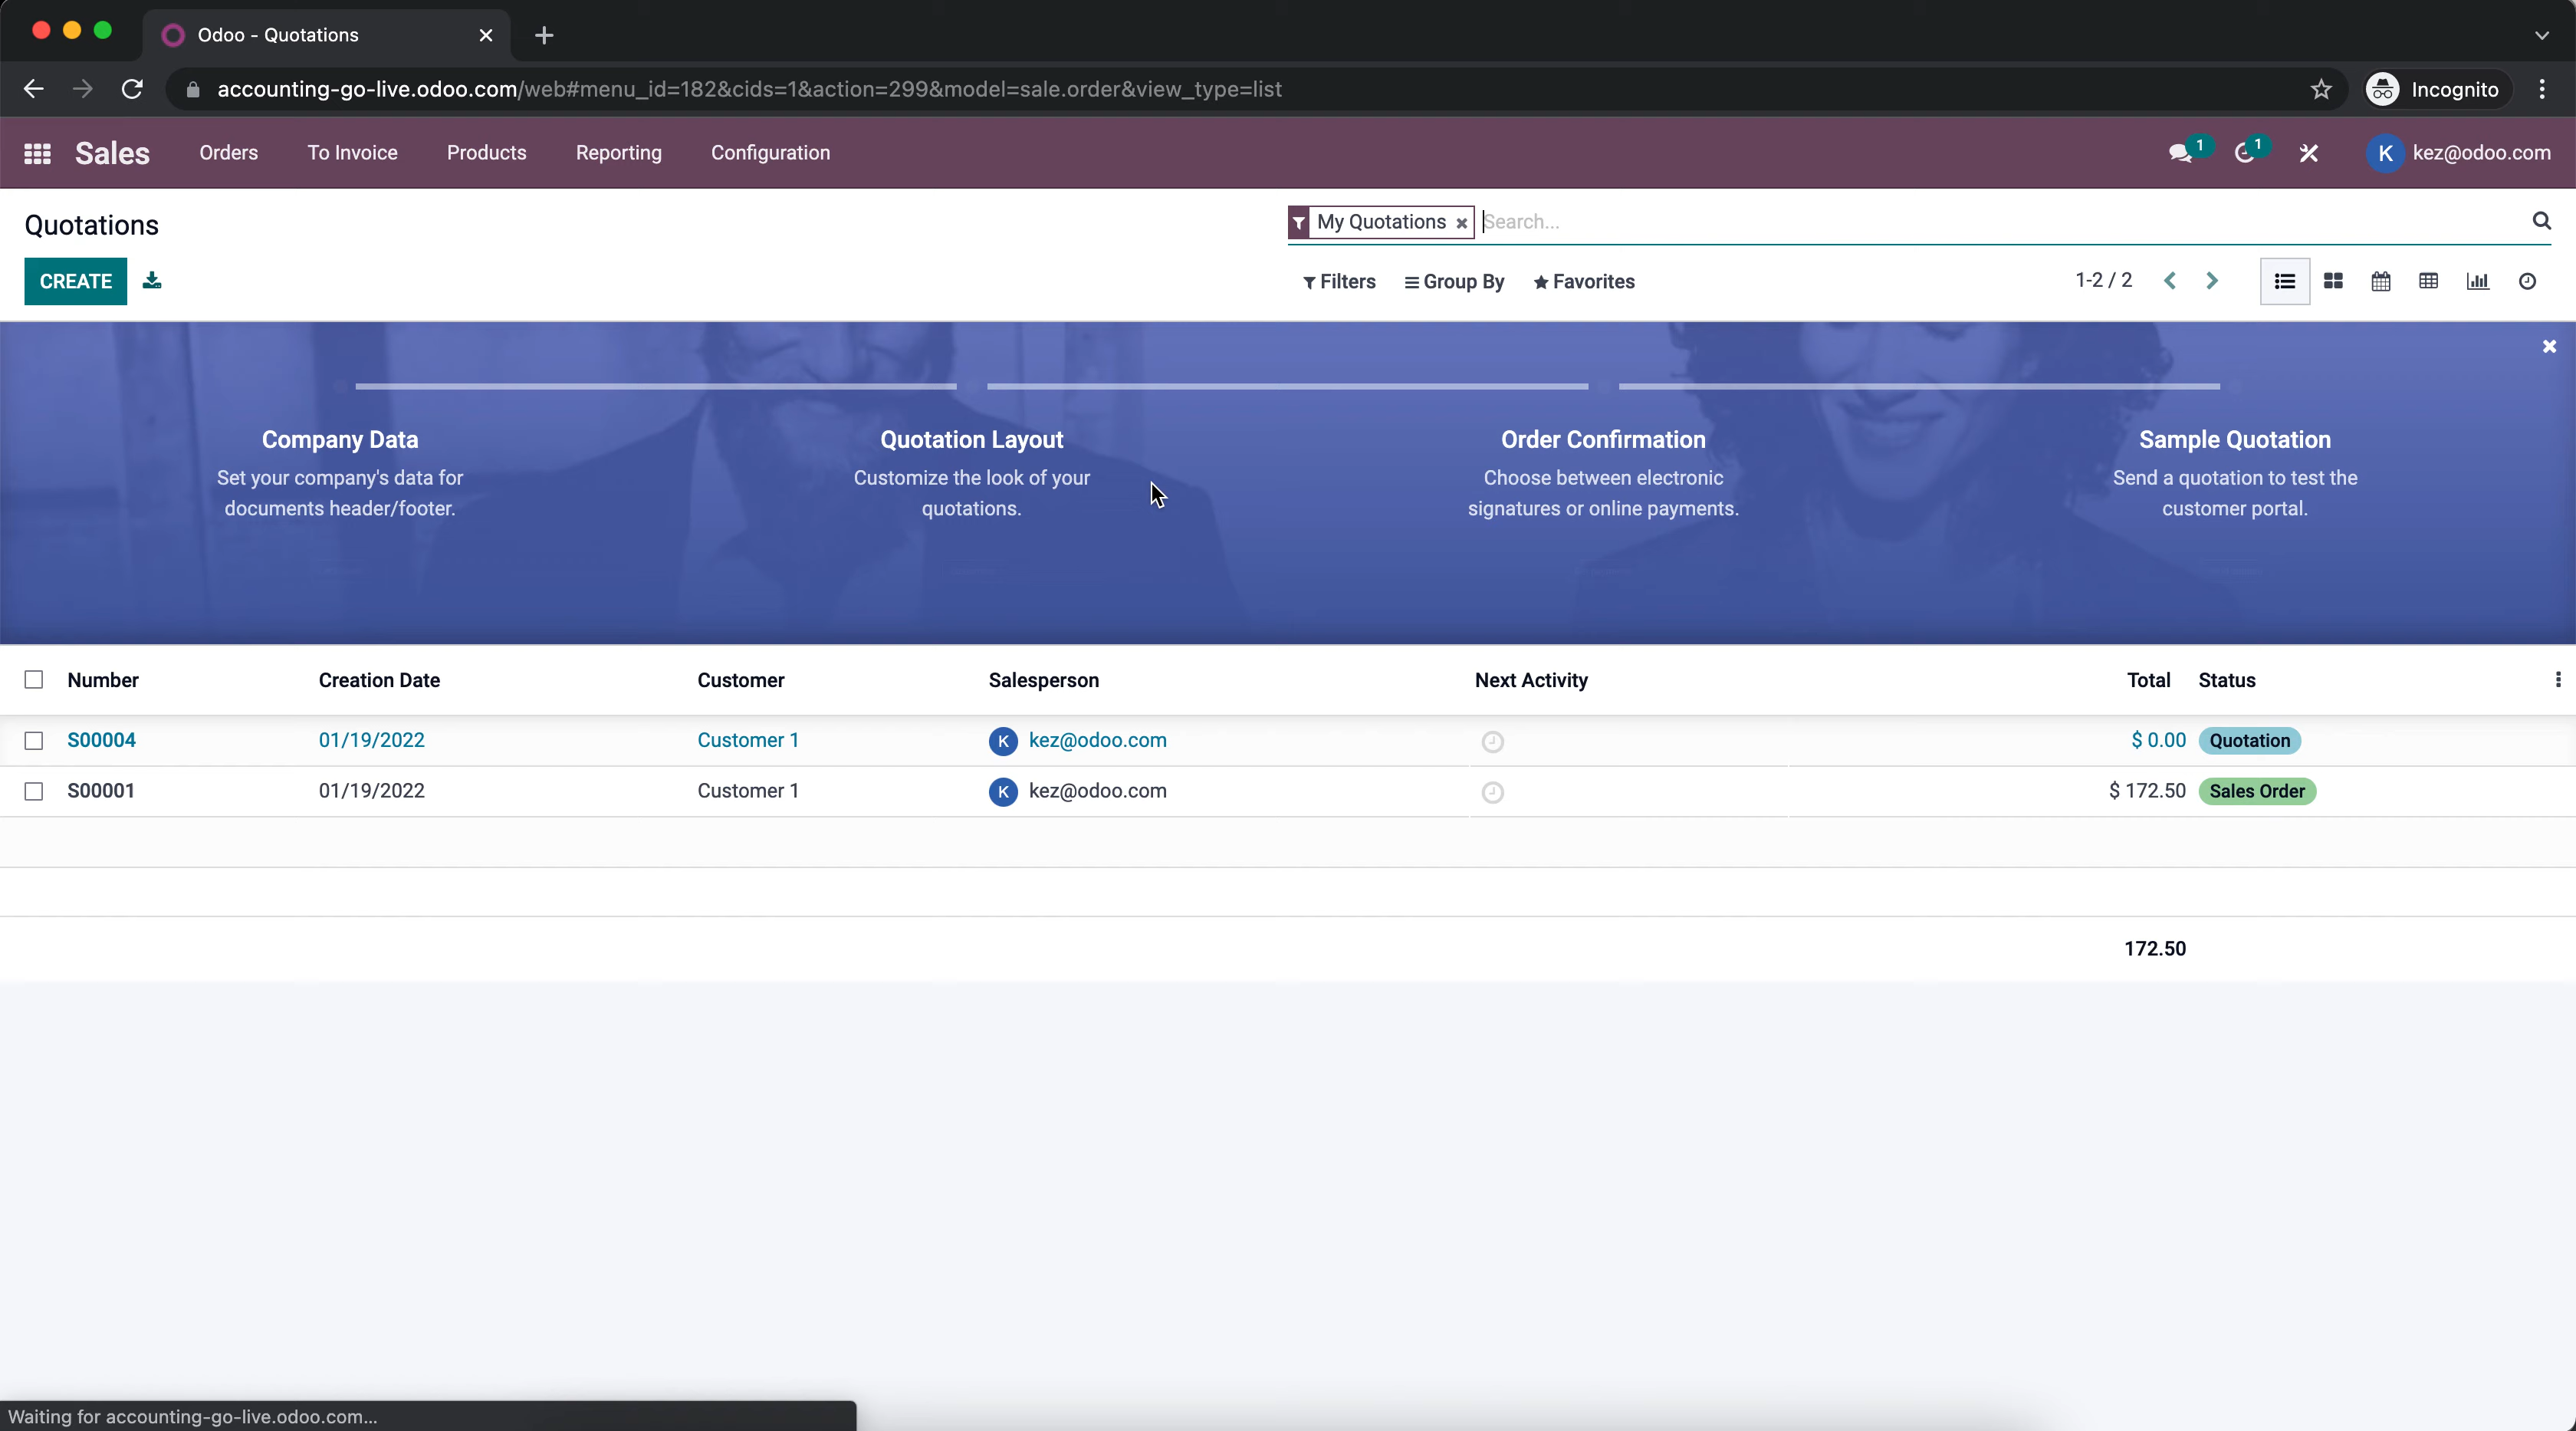 Odoo - Quotations
accounting-go-live.odoo.com/web#menu_id=182&cids=1&action=299&model=sale.order&view_type=list
Incognito
Sales Orders To Invoice Products Reporting Configuration 1 1 K kez@odoo.com
Quotations
My Quotations Search...
CREATE
Filters Group By Favorites 1-2 / 2
Company Data
Set your company's data for
documents header/footer.
Quotation Layout
Customize the look of your
quotations.
Order Confirmation
Choose between electronic
signatures or online payments.
Sample Quotation
Send a quotation to test the
customer portal.
Number Creation Date Customer Salesperson Next Activity Total Status
S00004 01/19/2022 Customer 1 K kez@odoo.com $ 0.00 Quotation
S00001 01/19/2022 Customer 1 K kez@odoo.com $ 172.50 Sales Order
172.50
Waiting for accounting-go-live.odoo.com...